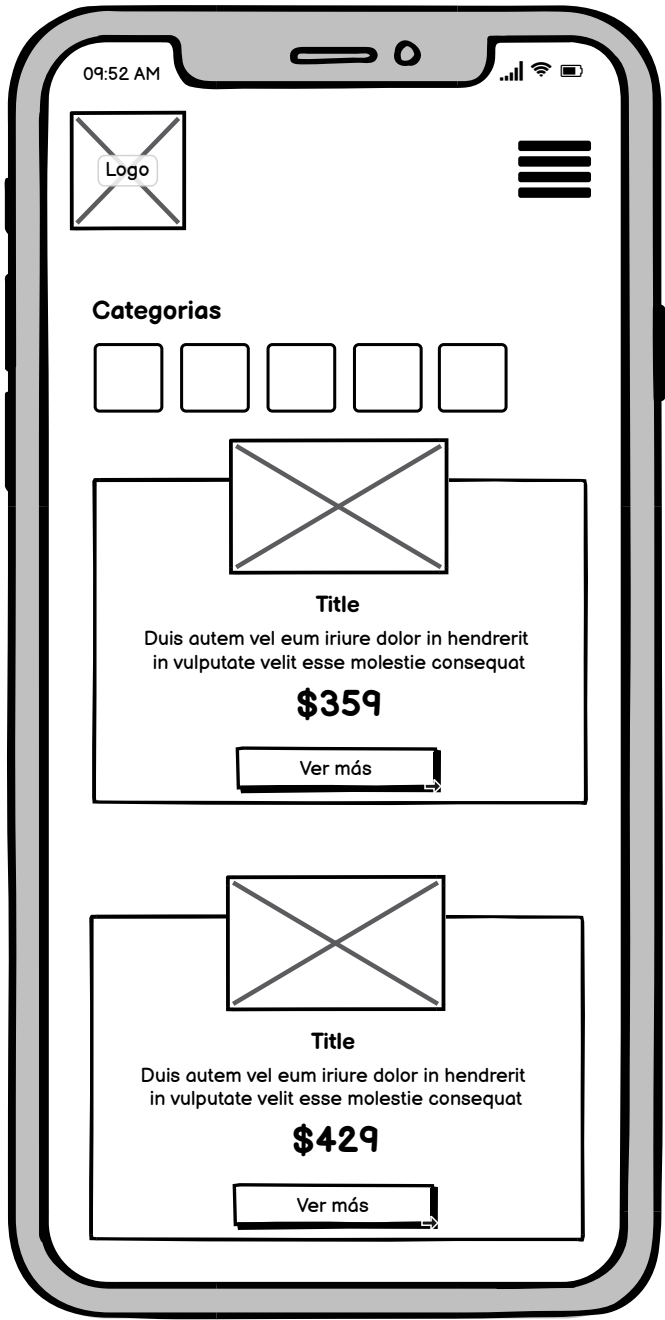 09:52 AM
Logo
Categorias
Title
Duis autem vel eum iriure dolor in hendrerit
in vulputate velit esse molestie consequat
$359
Ver más
Title
Duis autem vel eum iriure dolor in hendrerit
in vulputate velit esse molestie consequat
$429
Ver más